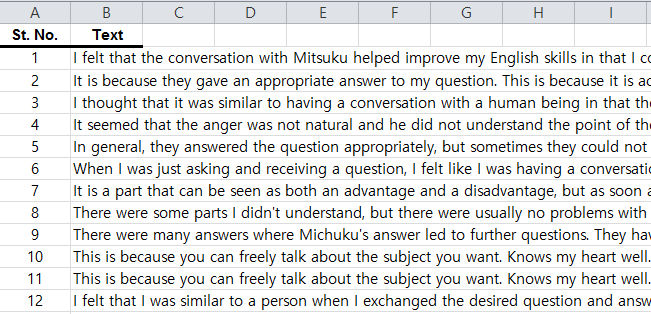 A B C D E F G H I
St. No. Text
1 I felt that the conversation with Mitsuku helped improve my English skills in that I
2 It is because they gave an appropriate answer to my question. This is because it is
3 I thought that it was similar to having a conversation with a human being in that
4 It seemed that the anger was not natural and he did not understand the point of
5 In general, they answered the question appropriately, but sometimes they could not
6 When I was just asking and receiving a question, I felt like I was having a
7 It is a part that can be seen as both an advantage and a disadvantage, but as soon
8 There were some parts I didn't understand, but there were usually no problems with
9 There were many answers where Michuku's answer led to further questions. They
10 This is because you can freely talk about the subject you want. Knows my heart well.
11 This is because you can freely talk about the subject you want. Knows my heart well.
12 I felt that I was similar to a person when I exchanged the desired question and